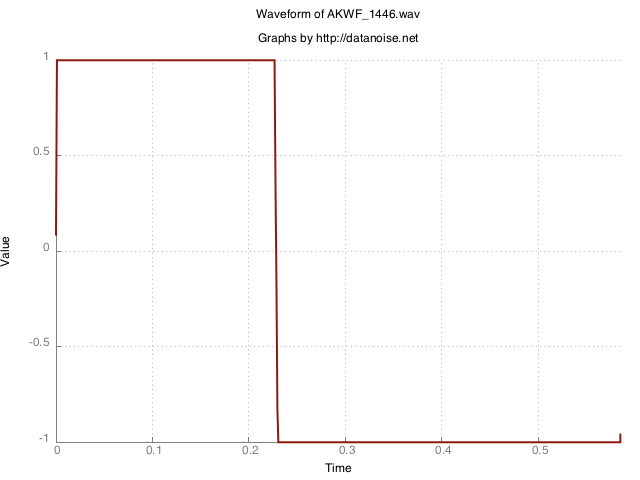 Waveform of AKWF_1446.wav
Graphs by http://datanoise.net
1
0.5
0
-0.5
-1
Value
0 0.1 0.2 0.3 0.4 0.5
Time